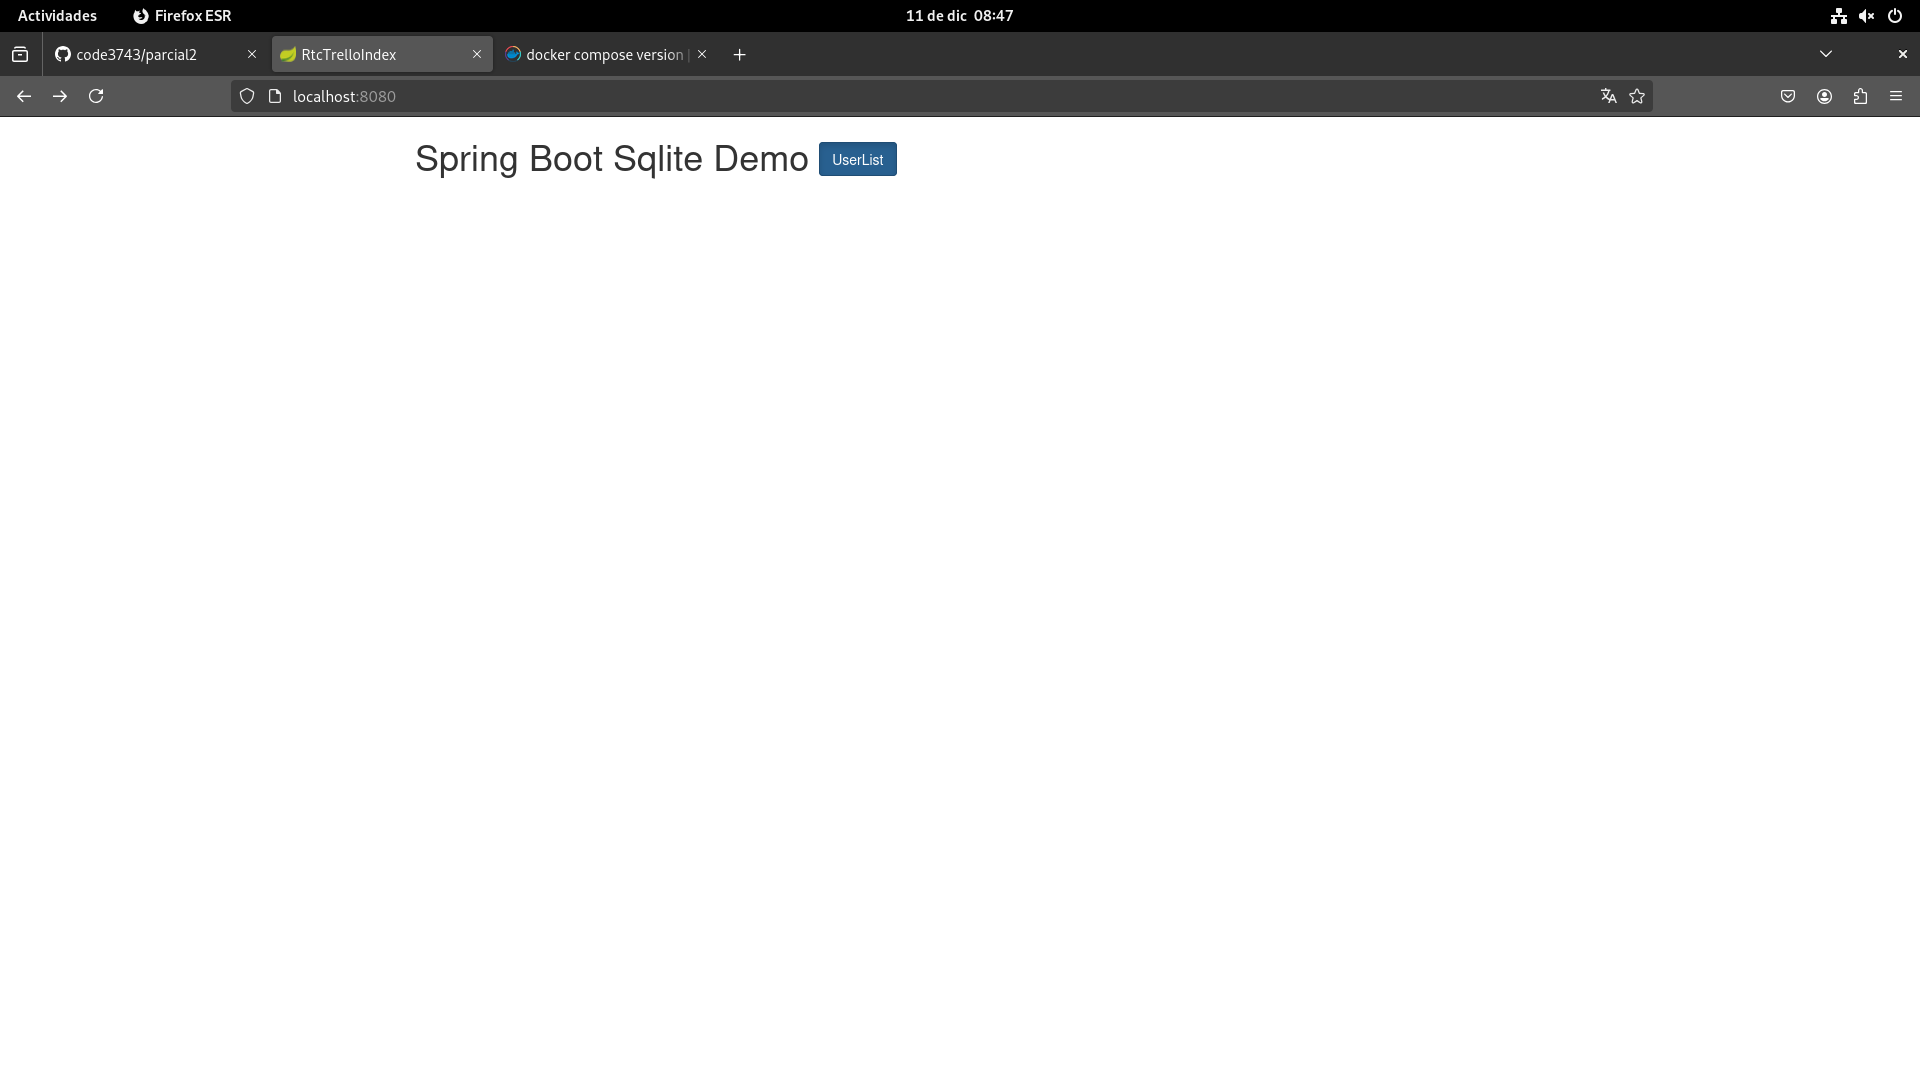 Actividades Firefox ESR 11 de dic 08:47
code3743/parcial2 RtcTrelloIndex docker compose version |
localhost:8080
Spring Boot Sqlite Demo UserList